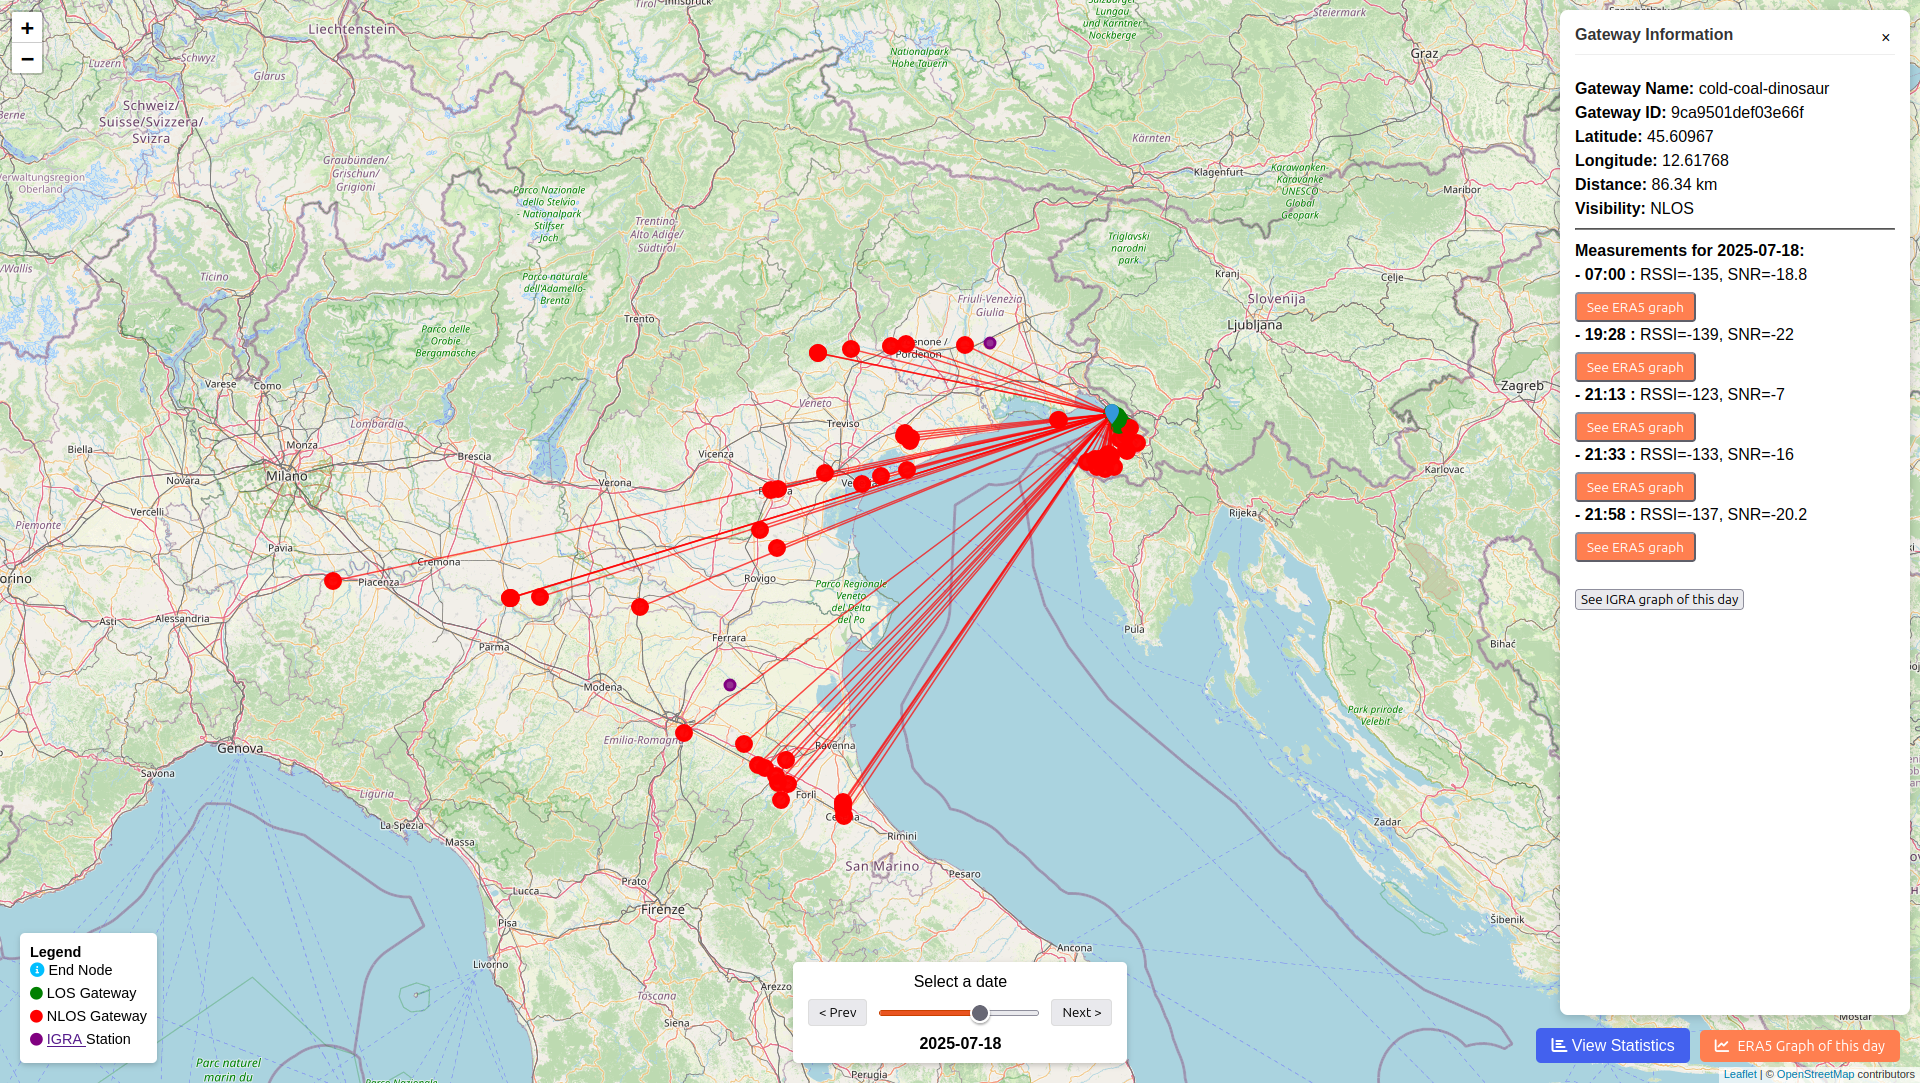 +
−
Gateway Information
×
Gateway Name: cold-coal-dinosaur
Gateway ID: 9ca9501def03e66f
Latitude: 45.60967
Longitude: 12.61768
Distance: 86.34 km
Visibility: NLOS
Measurements for 2025-07-18:
- 07:00 : RSSI=-135, SNR=-18.8
See ERA5 graph
- 19:28 : RSSI=-139, SNR=-22
See ERA5 graph
- 21:13 : RSSI=-123, SNR=-7
See ERA5 graph
- 21:33 : RSSI=-133, SNR=-16
See ERA5 graph
- 21:58 : RSSI=-137, SNR=-20.2
See ERA5 graph
See IGRA graph of this day
Liechtenstein
Luzern
Schwyz
Glarus
Schweiz/
Suisse/Svizzera/
Svizra
Graubünden/
Grischun/
Grigioni
Verwaltungsregion
Oberland
Ticino
Tirol
Innsbruck
Lungau
und Kärntner
Nockberge
Nationalpark
Hohe Tauern
Steiermark
Graz
Kärnten
Klagenfurt
Karawanken-
Karavanke
UNESCO
Global
Geopark
Maribor
Parco Nazionale
dello Stelvio
- Nationalpark
Stilfser
Joch
Trentino-
Alto Adige/
Südtirol
Parco naturale
dell'Adamello-
Brenta
Triglavski
narodni
park
Kranj
Celje
Slovenija
Ljubljana
Friuli-Venezia
Giulia
Trento
Parco delle
Orobie
Bergamasche
Pordenon
Zagreb
Varese
Como
Lombardia
Veneto
Treviso
Biella
Monza
Brescia
Vicenza
Milano
Novara
Verona
Karlovac
Vercelli
Rijeka
Piemonte
Pavia
Cremona
Piacenza
Rovigo
Parco Regionale
Veneto
del Delta
del Po
Asti
Alessandria
Pula
Parma
Ferrara
Bihać
Modena
Park prirode
Velebit
Genova
Emilia-Romagna
Ravenna
Savona
Liguria
Forlì
La Spezia
Zadar
Massa
Rimini
San Marino
Pesaro
Lucca
Prato
Firenze
Pisa
Šibenik
Ancona
Livorno
Arezzo
Toscana
Siena
Mostar
Parc naturel
marin du
Parco Nazionale
Perugia
Legend
End Node
LOS Gateway
NLOS Gateway
IGRA Station
Select a date
< Prev
Next >
2025-07-18
View Statistics
ERA5 Graph of this day
Leaflet | © OpenStreetMap contributors